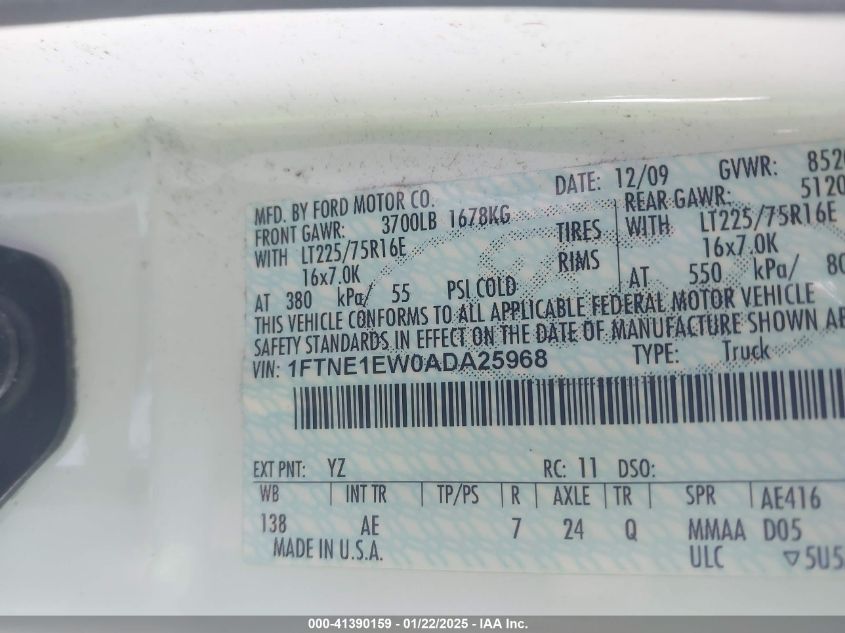 MFD. BY FORD MOTOR CO. DATE: 12/09 GVWR:
FRONT GAWR: 3700LB 1678KG REAR GAWR:
WITH LT225/75R16E TIRES WITH LT225/75R16E
16x7.0K RIMS 16x7.0K
AT 380 kPa/ 55 PSI COLD AT 550 kPa/ 80
THIS VEHICLE CONFORMS TO ALL APPLICABLE FEDERAL MOTOR VEHICLE
SAFETY STANDARDS IN EFFECT ON THE DATE OF MANUFACTURE SHOWN
VIN: 1FTNE1EW0ADA25968 TYPE: Truck
EXT PNT: YZ RC: 11 DSO:
WB INT TR TP/PS R AXLE TR SPR AE416
138 AE 7 24 Q MMAA D05
MADE IN U.S.A. ULC
000-41390159 - 01/22/2025 - IAA Inc.